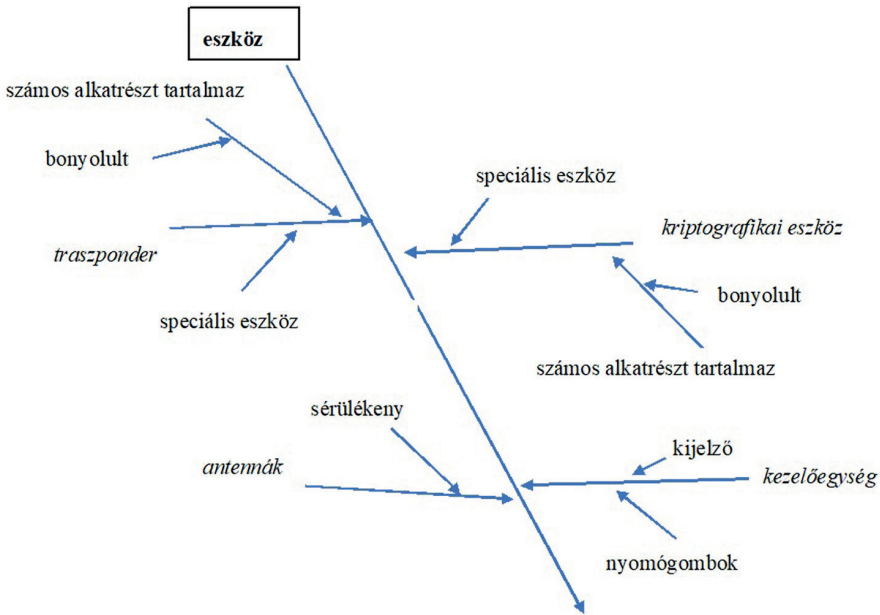 eszköz
számos alkatrészt tartalmaz
bonyolult
speciális eszköz
kriptografikai eszköz
traszponder
bonyolult
speciális eszköz
számos alkatrészt tartalmaz
sérülékeny
kijelző
antennák
kezelőegység
nyomógombok